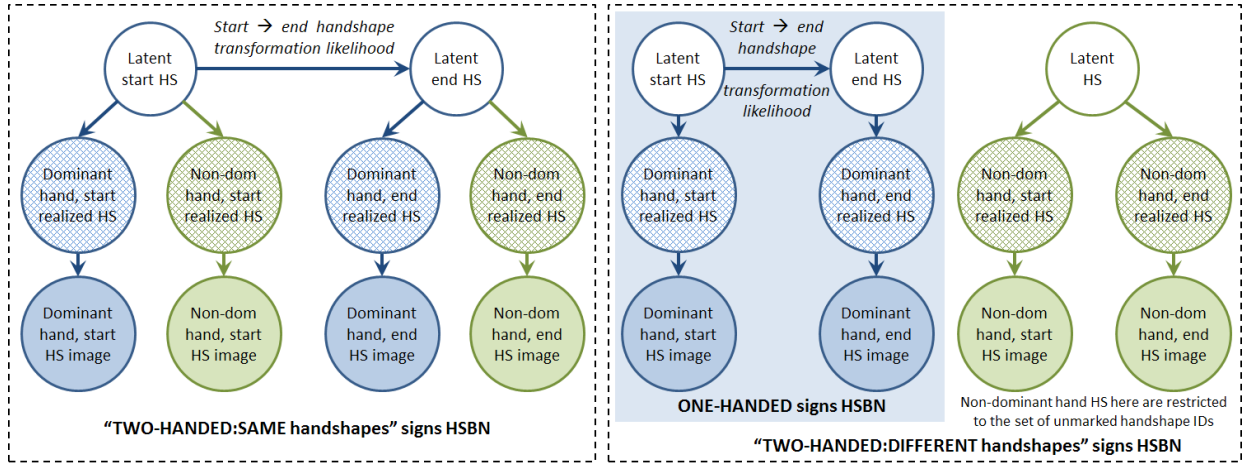 Start → end handshape
transformation likelihood
Latent
start HS
Latent
end HS
Dominant
hand, start
realized HS
Non-dom
hand, start
realized HS
Dominant
hand, end
realized HS
Non-dom
hand, end
realized HS
Dominant
hand, start
HS image
Non-dom
hand, start
HS image
Dominant
hand, end
HS image
Non-dom
hand, end
HS image
“TWO-HANDED:SAME handshapes” signs HSBN
Start → end
handshape
transformation
likelihood
Latent
start HS
Latent
end HS
Latent
HS
Dominant
hand, start
realized HS
Dominant
hand, end
realized HS
Non-dom
hand, start
realized HS
Non-dom
hand, end
realized HS
Dominant
hand, start
HS image
Dominant
hand, end
HS image
Non-dom
hand, start
HS image
Non-dom
hand, end
HS image
ONE-HANDED signs HSBN
Non-dominant hand HS here are restricted
to the set of unmarked handshape IDs
“TWO-HANDED:DIFFERENT handshapes” signs HSBN